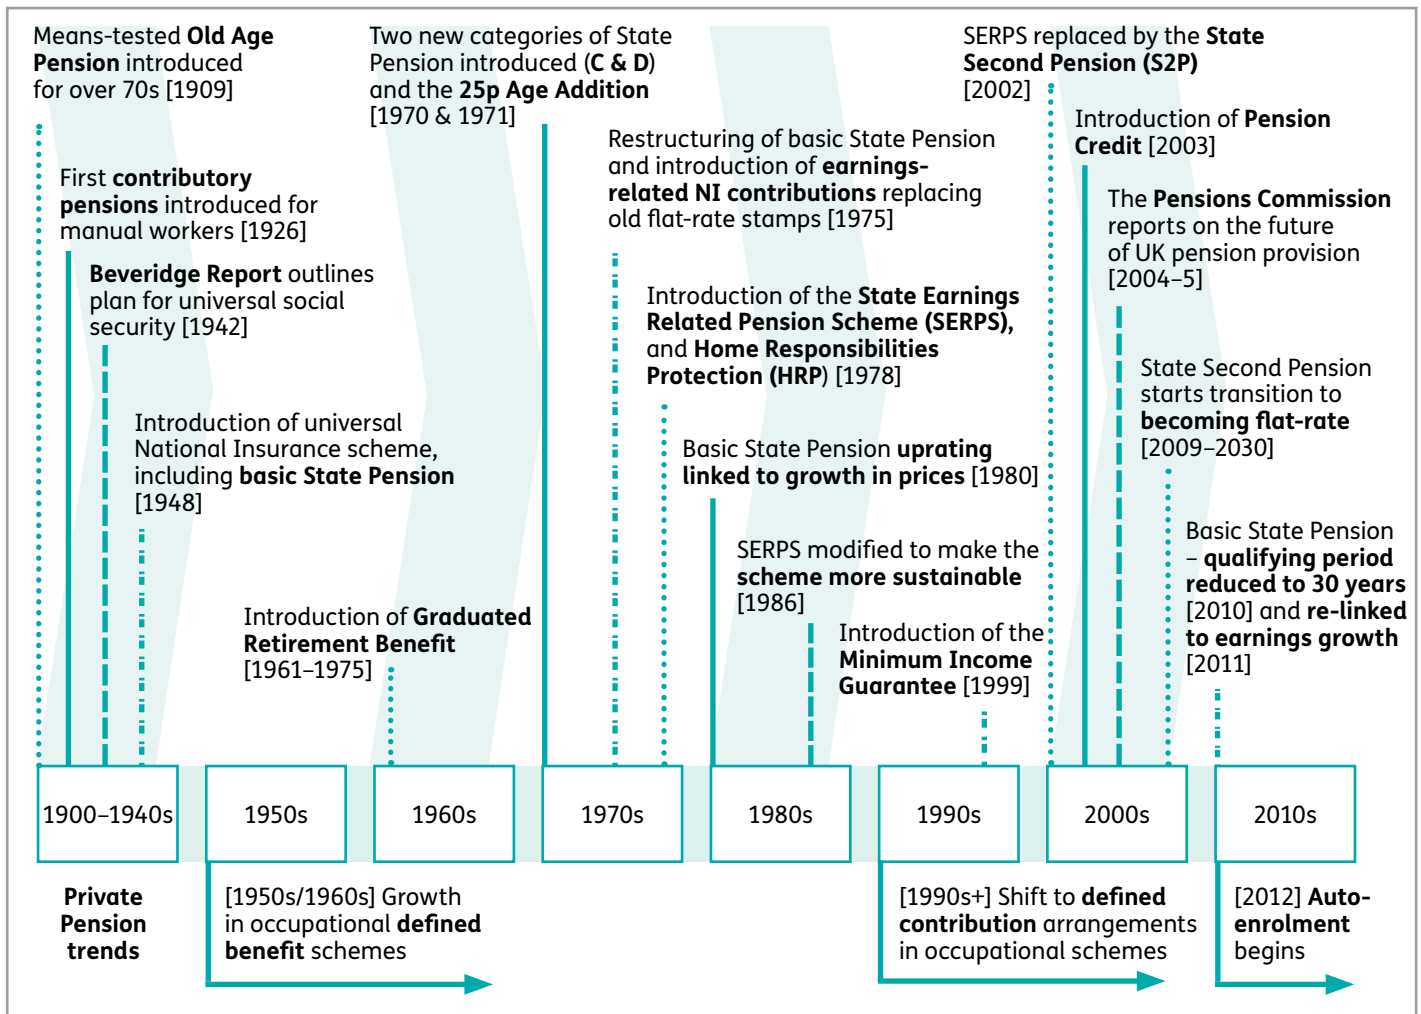 Means-tested Old Age
Pension introduced
for over 70s [1909]
First contributory
pensions introduced for
manual workers [1926]
Beveridge Report outlines
plan for universal social
security [1942]
Introduction of universal
National Insurance scheme,
including basic State Pension
[1948]
Introduction of Graduated
Retirement Benefit
[1961–1975]
Two new categories of State
Pension introduced (C & D)
and the 25p Age Addition
[1970 & 1971]
Restructuring of basic State Pension
and introduction of earnings-
related NI contributions replacing
old flat-rate stamps [1975]
Introduction of the State Earnings
Related Pension Scheme (SERPS),
and Home Responsibilities
Protection (HRP) [1978]
Basic State Pension uprating
linked to growth in prices [1980]
SERPS modified to make the
scheme more sustainable
[1986]
Introduction of the
Minimum Income
Guarantee [1999]
SERPS replaced by the State
Second Pension (S2P)
[2002]
Introduction of Pension
Credit [2003]
The Pensions Commission
reports on the future
of UK pension provision
[2004–5]
State Second Pension
starts transition to
becoming flat-rate
[2009–2030]
Basic State Pension
– qualifying period
reduced to 30 years
[2010] and re-linked
to earnings growth
[2011]
1900–1940s
1950s
1960s
1970s
1980s
1990s
2000s
2010s
Private
Pension
trends
[1950s/1960s] Growth
in occupational defined
benefit schemes
[1990s+] Shift to defined
contribution arrangements
in occupational schemes
[2012] Auto-
enrolment
begins